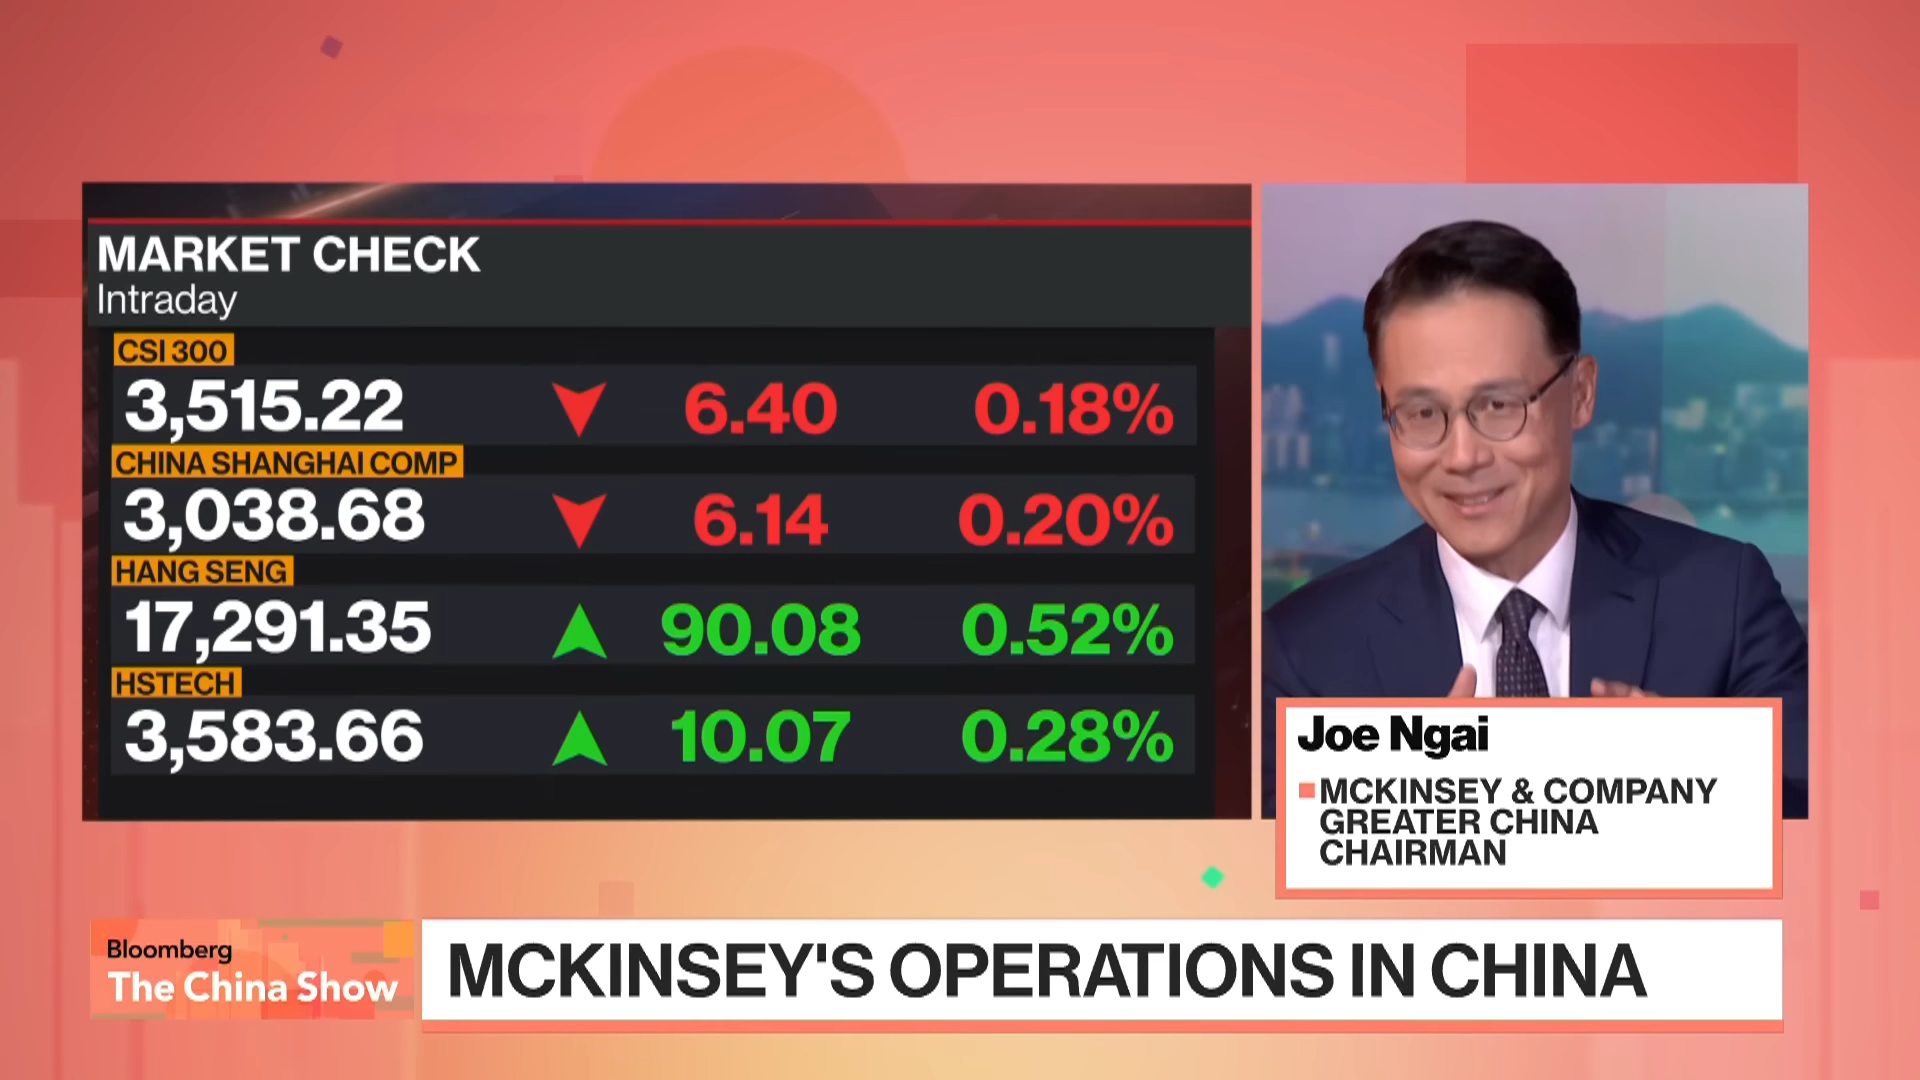 MARKET CHECK
Intraday
CSI 300
3,515.22 6.40 0.18%
CHINA SHANGHAI COMP
3,038.68 6.14 0.20%
HANG SENG
17,291.35 90.08 0.52%
HSTECH
3,583.66 10.07 0.28%
Joe Ngai
MCKINSEY & COMPANY
GREATER CHINA
CHAIRMAN
Bloomberg
The China Show
MCKINSEY'S OPERATIONS IN CHINA